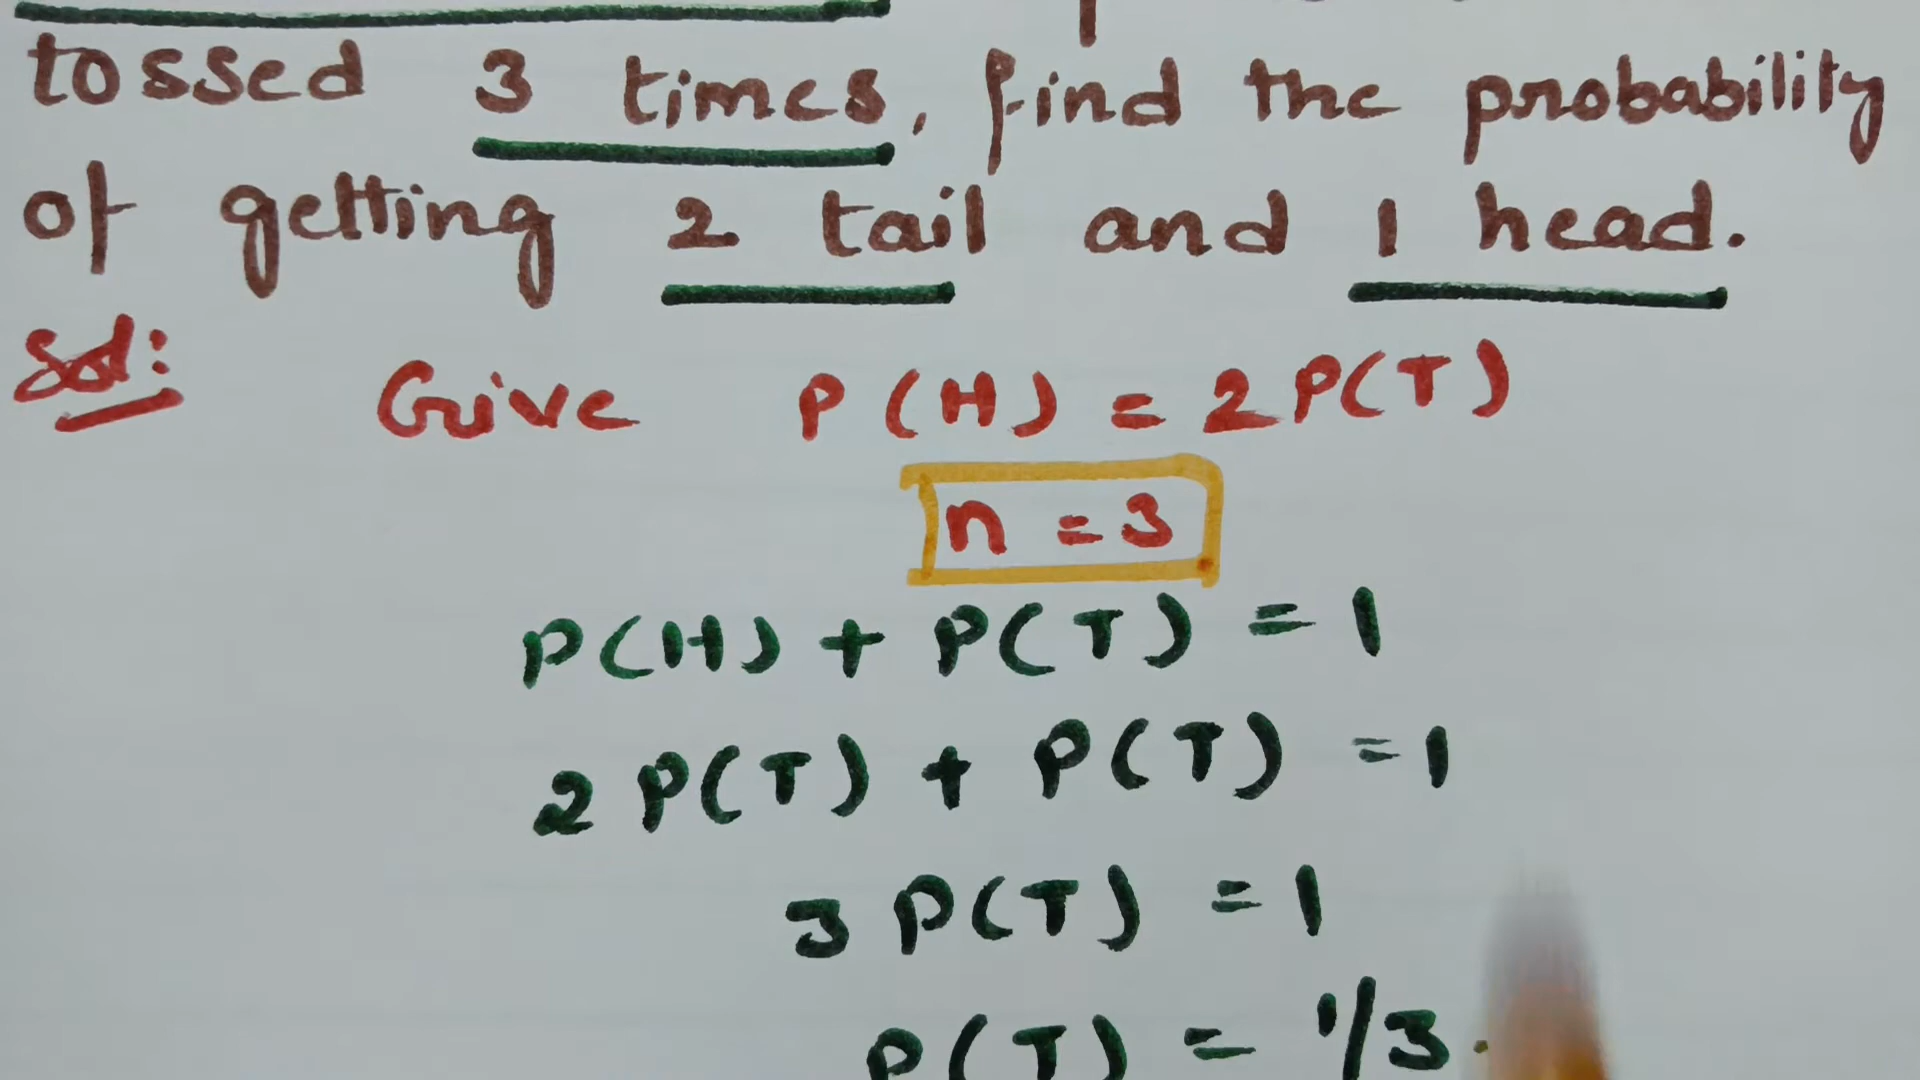 tossed 3 times, find the probability
of getting 2 tail and 1 head.
Sol:
Give P(H) = 2P(T)
n = 3
P(H) + P(T) = 1
2P(T) + P(T) = 1
3P(T) = 1
P(T) = 1/3.